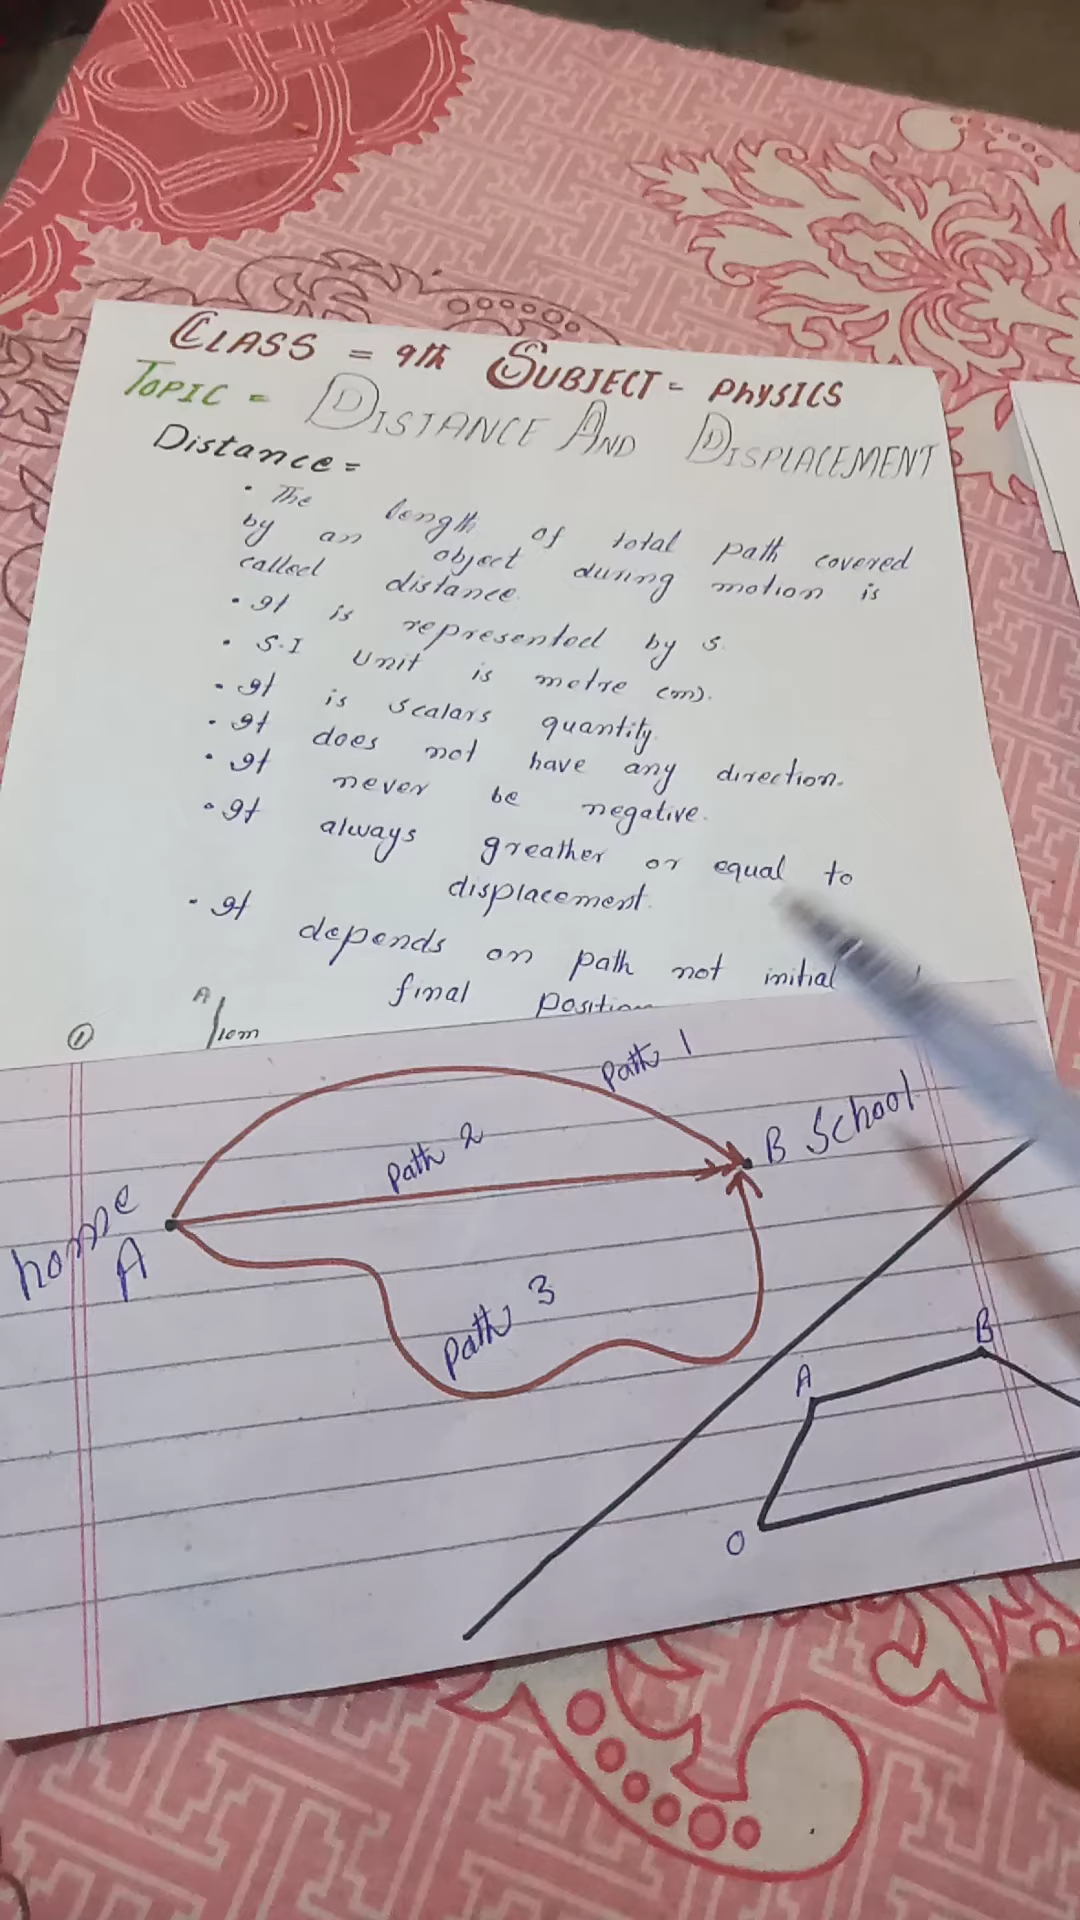 CLASS = 9th SUBJECT = PHYSICS
TOPIC = DISTANCE AND DISPLACEMENT
Distance =
• The length of total path covered
by an object during motion is
called distance.
• It is represented by s.
• S.I Unit is metre (m).
• It is scalars quantity.
• It does not have any direction.
• It never be negative.
• It always greather or equal to
displacement.
• It depends on path not initial
final position
① A 10m
Path 1
Path 2
B School
home
A
Path 3
B
A
O